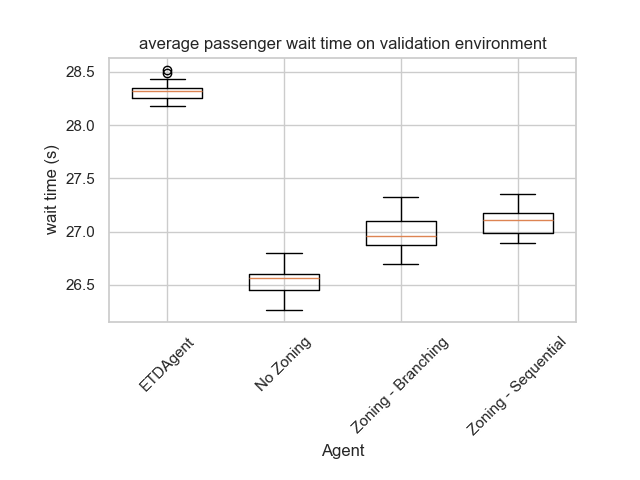 average passenger wait time on validation environment
28.5
28.0
27.5
27.0
26.5
wait time (s)
ETDAgent
No Zoning
Zoning - Branching
Zoning - Sequential
Agent